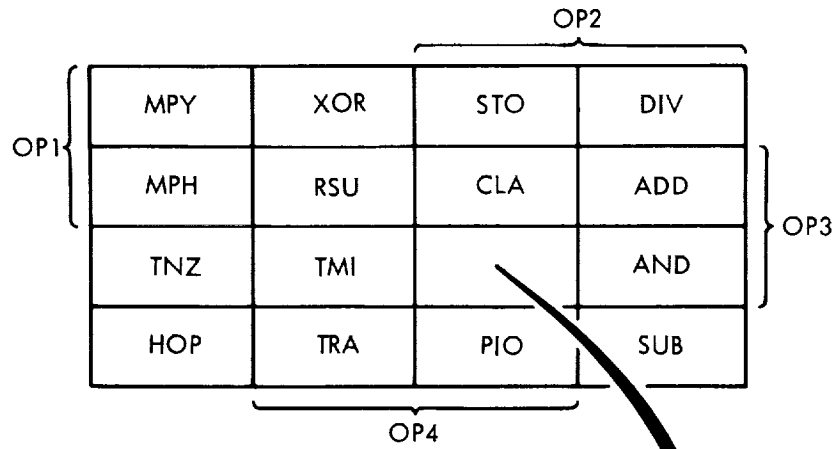 OP2
MPY XOR STO DIV
OP1
MPH RSU CLA ADD
OP3
TNZ TMI AND
HOP TRA PIO SUB
OP4